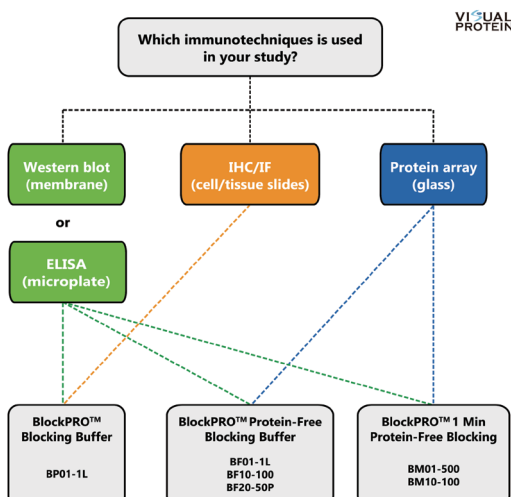 VISUAL
PROTEIN
Which immunotechniques is used
in your study?
Western blot
(membrane)
IHC/IF
(cell/tissue slides)
Protein array
(glass)
or
ELISA
(microplate)
BlockPRO™
Blocking Buffer
BP01-1L
BlockPRO™ Protein-Free
Blocking Buffer
BF01-1L
BF10-100
BF20-50P
BlockPRO™ 1 Min
Protein-Free Blocking
BM01-500
BM10-100